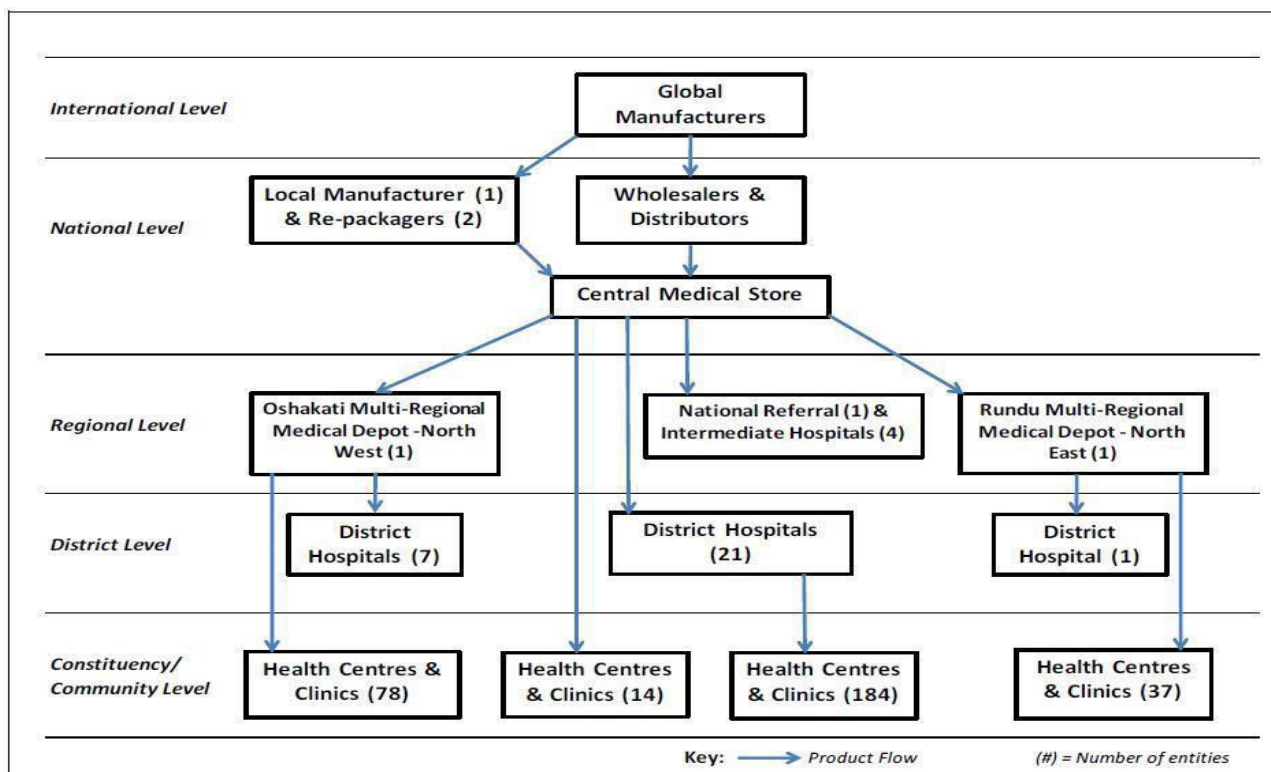 International Level
Global
Manufacturers
National Level
Local Manufacturer (1)
& Re-packagers (2)
Wholesalers &
Distributors
Central Medical Store
Regional Level
Oshakati Multi-Regional
Medical Depot -North
West (1)
National Referral (1) &
Intermediate Hospitals (4)
Rundu Multi-Regional
Medical Depot - North
East (1)
District Level
District
Hospitals (7)
District Hospitals
(21)
District
Hospital (1)
Constituency/
Community Level
Health Centres &
Clinics (78)
Health Centres
& Clinics (14)
Health Centres
& Clinics (184)
Health Centres
& Clinics (37)
Key: Product Flow (#) = Number of entities